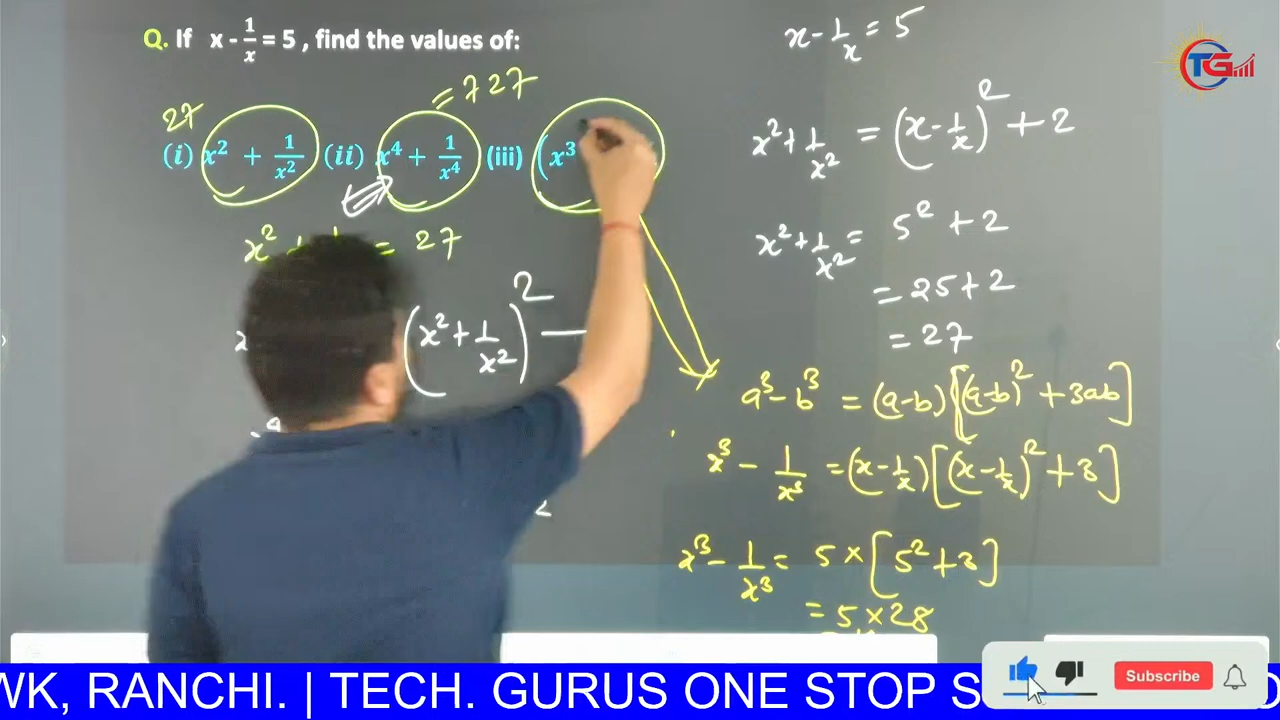 Q. If x - 1/x = 5 , find the values of:
= 727
27
(i) x² + 1/x² (ii) x⁴ + 1/x⁴ (iii) (x³
x² + 1 = 27
(x² + 1/x²)² —
x - 1/x = 5
x² + 1/x² = (x - 1/x)² + 2
x² + 1/x² = 5² + 2
= 25 + 2
= 27
a³ - b³ = (a-b) [(a-b)² + 3ab]
x³ - 1/x³ = (x - 1/x) [(x - 1/x)² + 3]
x³ - 1/x³ = 5 × [5² + 3]
= 5 × 28
TG
WK, RANCHI. | TECH. GURUS ONE STOP S
Subscribe